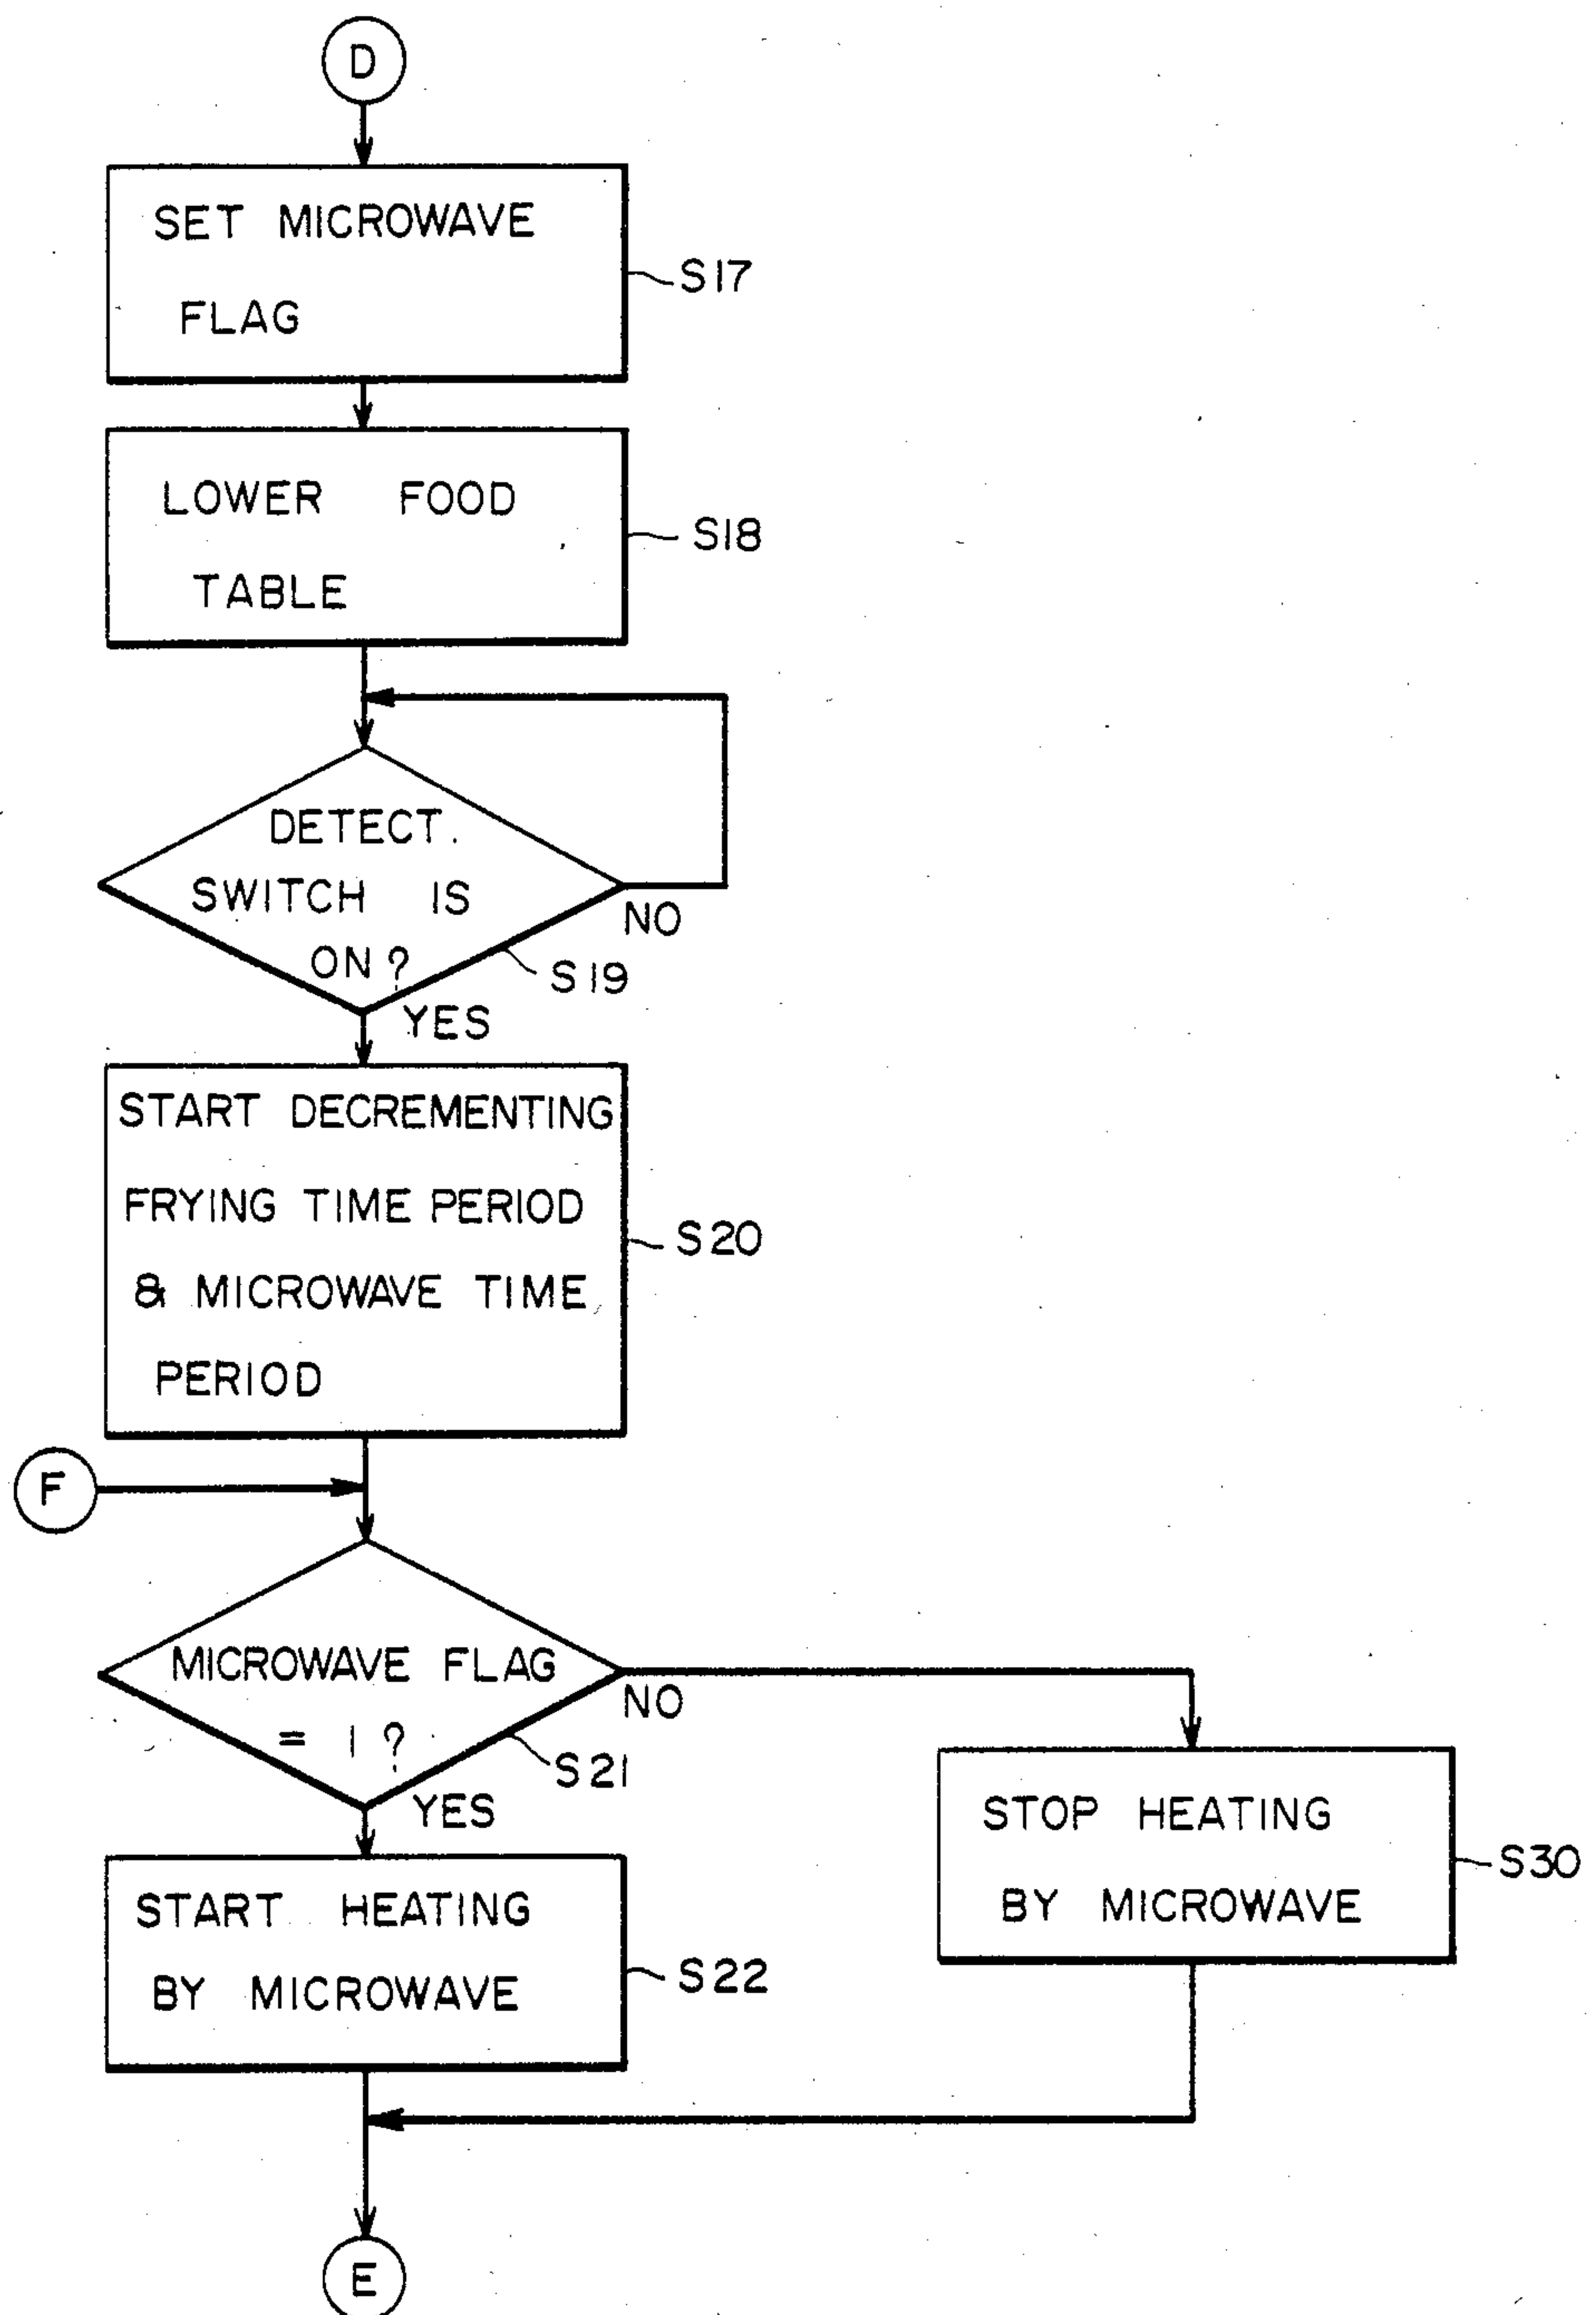 D
SET MICROWAVE
FLAG
S17
LOWER FOOD
TABLE
S18
DETECT.
SWITCH IS
ON?
NO
S19
YES
START DECREMENTING
FRYING TIME PERIOD
& MICROWAVE TIME
PERIOD
S20
F
MICROWAVE FLAG
= 1?
NO
S21
YES
STOP HEATING
BY MICROWAVE
S30
START HEATING
BY MICROWAVE
S22
E